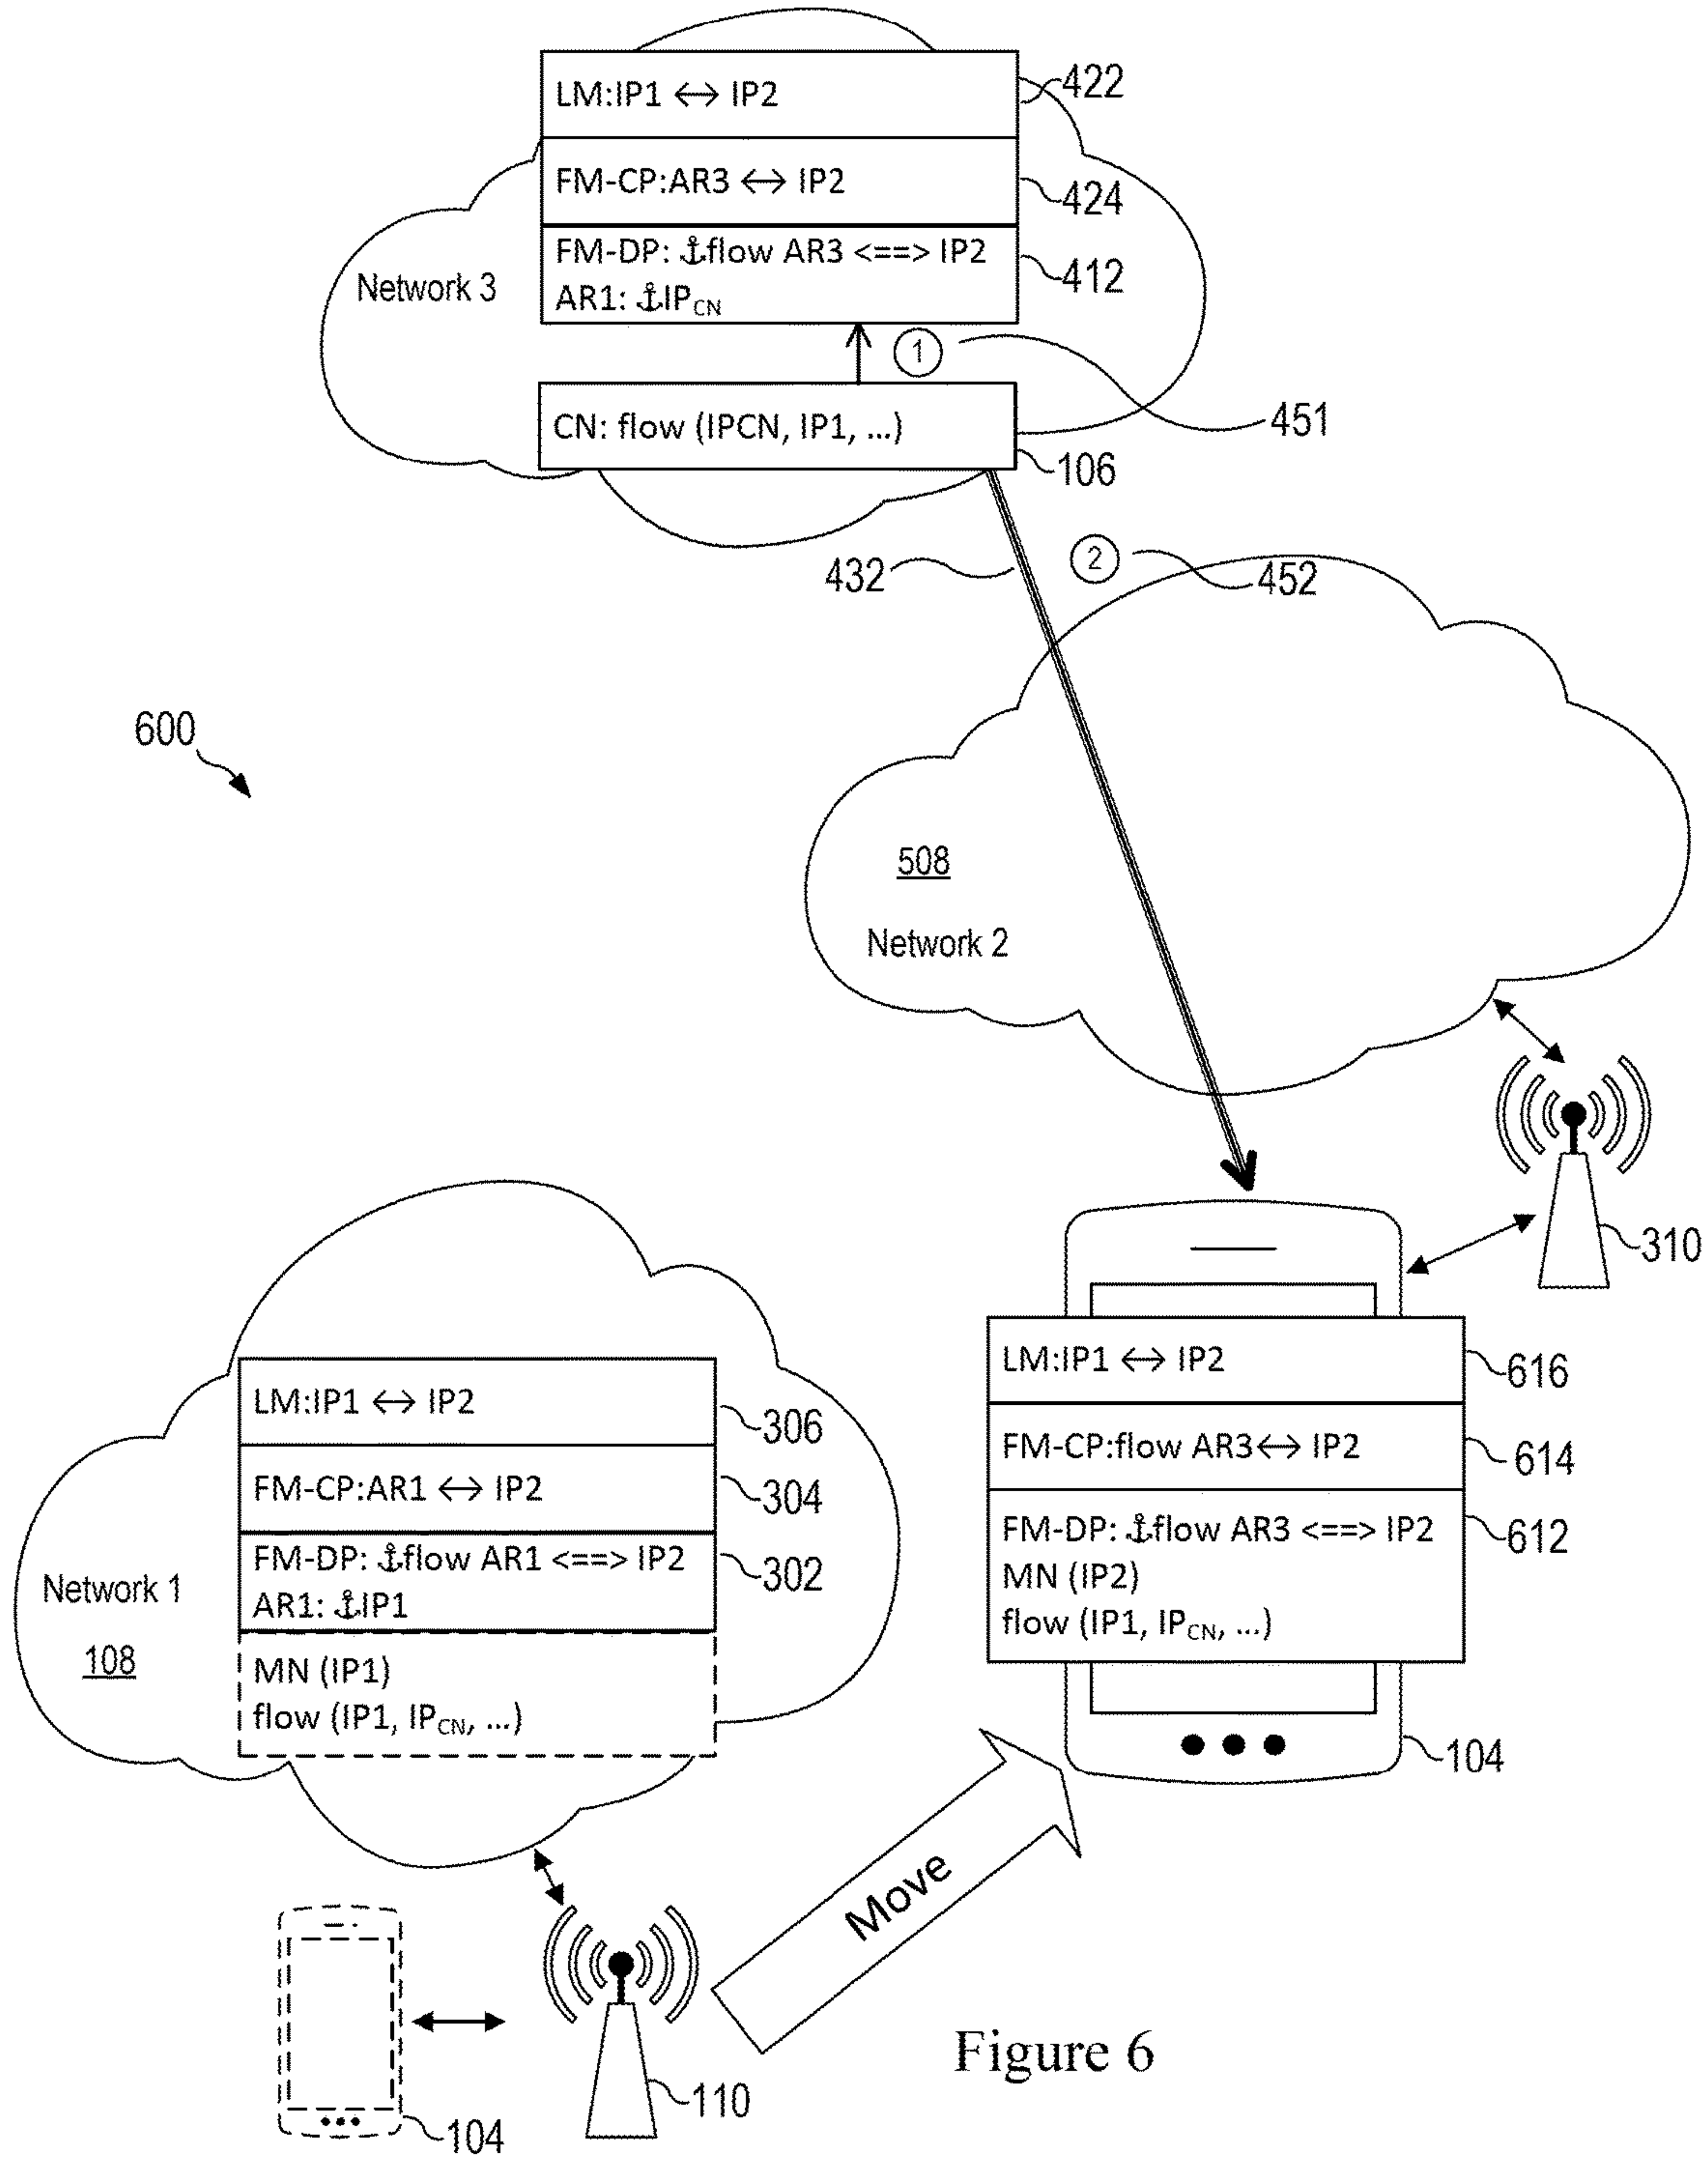 LM:IP1 ↔ IP2
422
FM-CP:AR3 ↔ IP2
424
FM-DP: ⚓flow AR3 <==> IP2
412
AR1: ⚓IPCN
Network 3
1
451
CN: flow (IPCN, IP1, ...)
106
432
2
452
600
508
Network 2
310
LM:IP1 ↔ IP2
616
FM-CP:flow AR3↔ IP2
614
FM-DP: ⚓flow AR3 <==> IP2
612
MN (IP2)
flow (IP1, IPCN, ...)
104
LM:IP1 ↔ IP2
306
FM-CP:AR1 ↔ IP2
304
FM-DP: ⚓flow AR1 <==> IP2
302
AR1: ⚓IP1
Network 1
108
MN (IP1)
flow (IP1, IPCN, ...)
Move
104
110
Figure 6